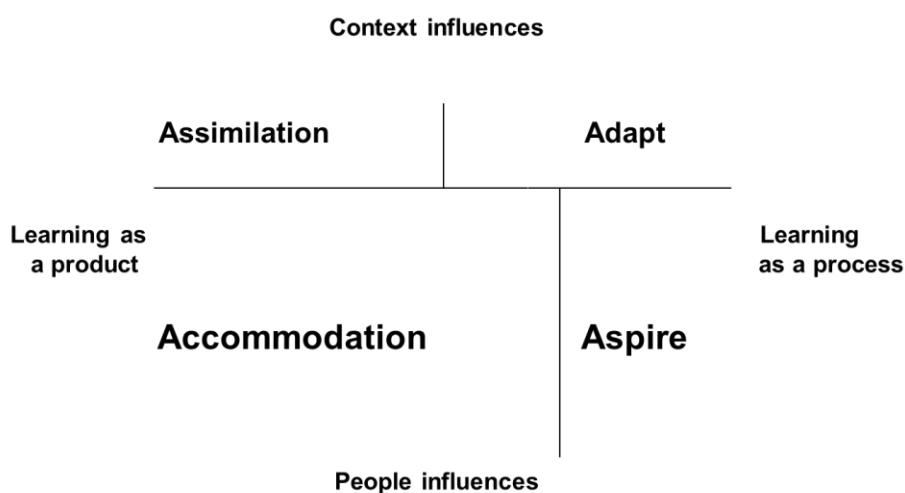 Context influences
Assimilation
Adapt
Learning as
a product
Learning
as a process
Accommodation
Aspire
People influences